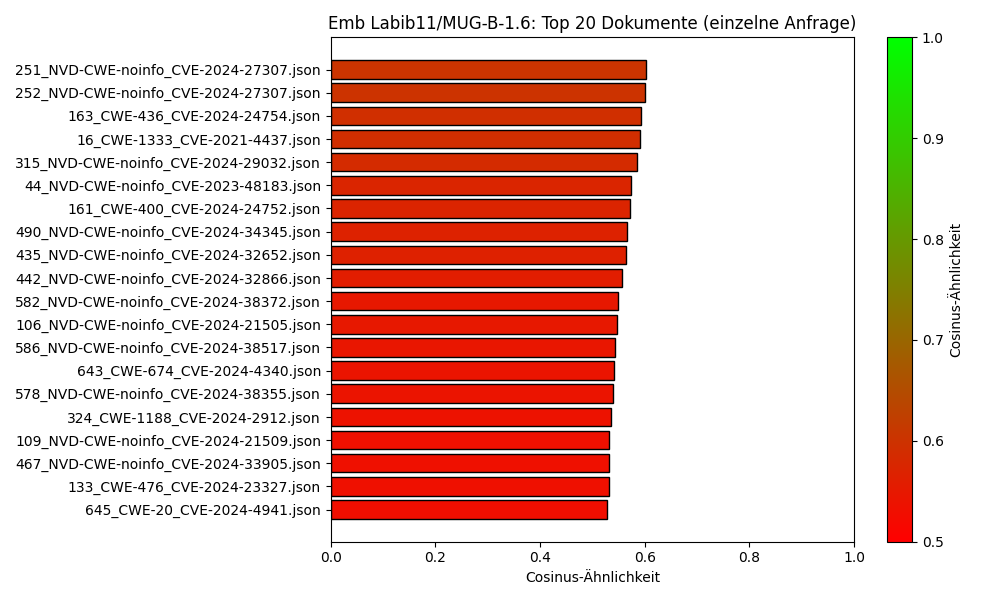 Emb Labib11/MUG-B-1.6: Top 20 Dokumente (einzelne Anfrage)
251_NVD-CWE-noinfo_CVE-2024-27307.json
252_NVD-CWE-noinfo_CVE-2024-27307.json
163_CWE-436_CVE-2024-24754.json
16_CWE-1333_CVE-2021-4437.json
315_NVD-CWE-noinfo_CVE-2024-29032.json
44_NVD-CWE-noinfo_CVE-2023-48183.json
161_CWE-400_CVE-2024-24752.json
490_NVD-CWE-noinfo_CVE-2024-34345.json
435_NVD-CWE-noinfo_CVE-2024-32652.json
442_NVD-CWE-noinfo_CVE-2024-32866.json
582_NVD-CWE-noinfo_CVE-2024-38372.json
106_NVD-CWE-noinfo_CVE-2024-21505.json
586_NVD-CWE-noinfo_CVE-2024-38517.json
643_CWE-674_CVE-2024-4340.json
578_NVD-CWE-noinfo_CVE-2024-38355.json
324_CWE-1188_CVE-2024-2912.json
109_NVD-CWE-noinfo_CVE-2024-21509.json
467_NVD-CWE-noinfo_CVE-2024-33905.json
133_CWE-476_CVE-2024-23327.json
645_CWE-20_CVE-2024-4941.json
0.0 0.2 0.4 0.6 0.8 1.0
Cosinus-Ähnlichkeit
1.0
0.9
0.8
0.7
0.6
0.5
Cosinus-Ähnlichkeit